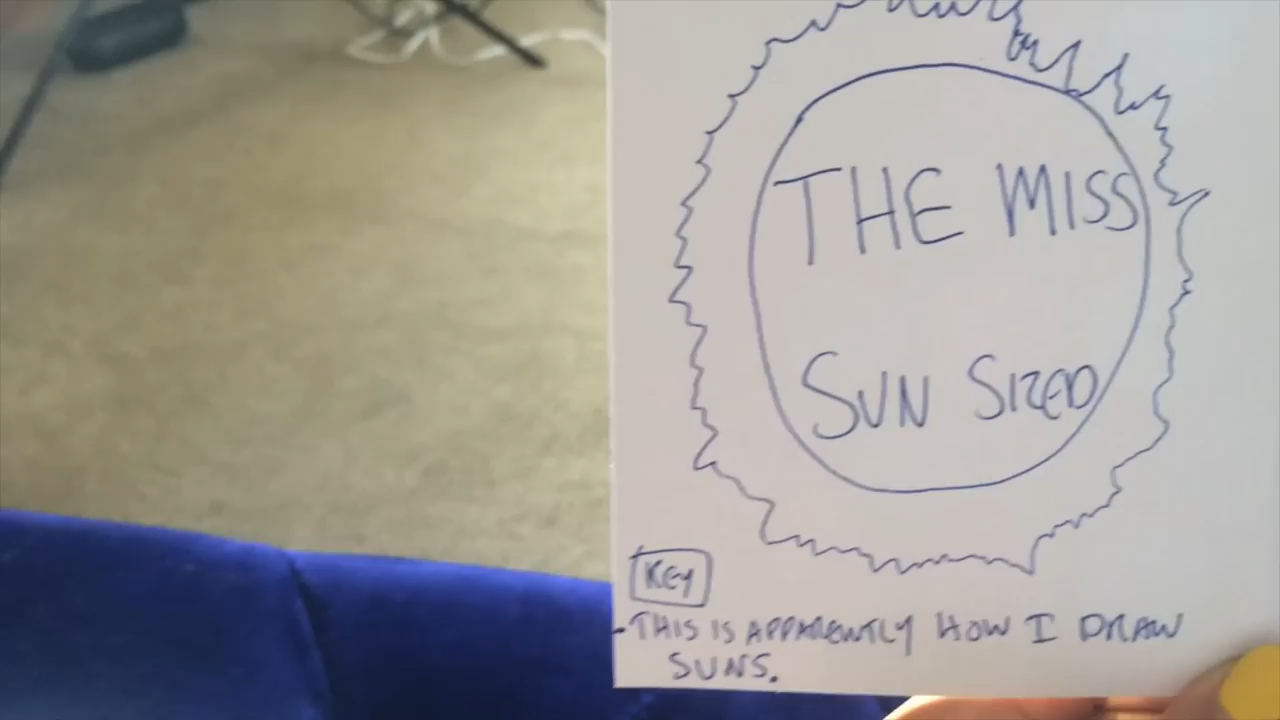 THE MISS
SUN SIZED
KEY
-THIS IS APPARENTLY HOW I DRAW
SUNS.